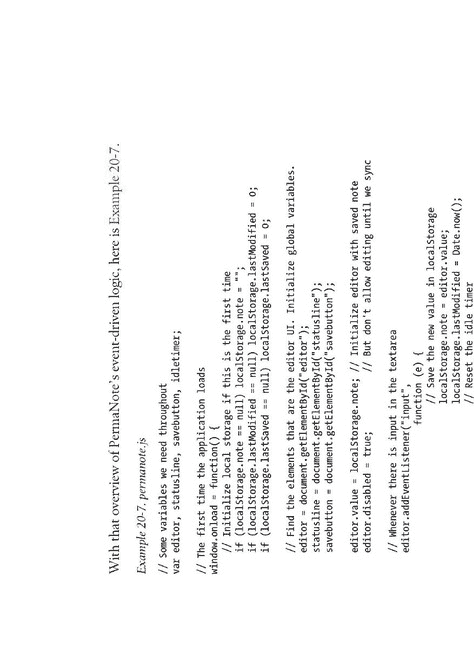 With that overview of PermaNote's event-driven logic, here is Example 20-7.
Example 20-7. permanote.js
// Some variables we need throughout
var editor, statusline, savebutton, idletimer;
// The first time the application loads
window.onload = function() {
// Initialize local storage if this is the first time
if (localStorage.note == null) localStorage.note = "";
if (localStorage.lastModified == null) localStorage.lastModified = 0;
if (localStorage.lastSaved == null) localStorage.lastSaved = 0;
// Find the elements that are the editor UI. Initialize global variables.
editor = document.getElementById("editor");
statusline = document.getElementById("statusline");
savebutton = document.getElementById("savebutton");
editor.value = localStorage.note; // Initialize editor with saved note
editor.disabled = true; // But don't allow editing until we sync
// Whenever there is input in the textarea
editor.addEventListener("input",
function (e) {
// Save the new value in localStorage
localStorage.note = editor.value;
localStorage.lastModified = Date.now();
// Reset the idle timer